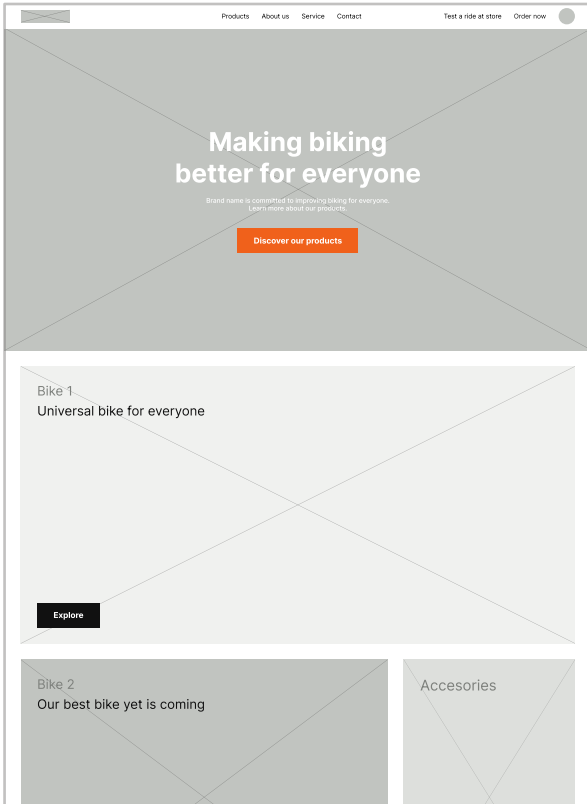 Products About us Service Contact Test a ride at store Order now
Making biking
better for everyone
Brand name is committed to improving biking for everyone.
Learn more about our products.
Discover our products
Bike 1
Universal bike for everyone
Explore
Bike 2
Our best bike yet is coming
Accesories